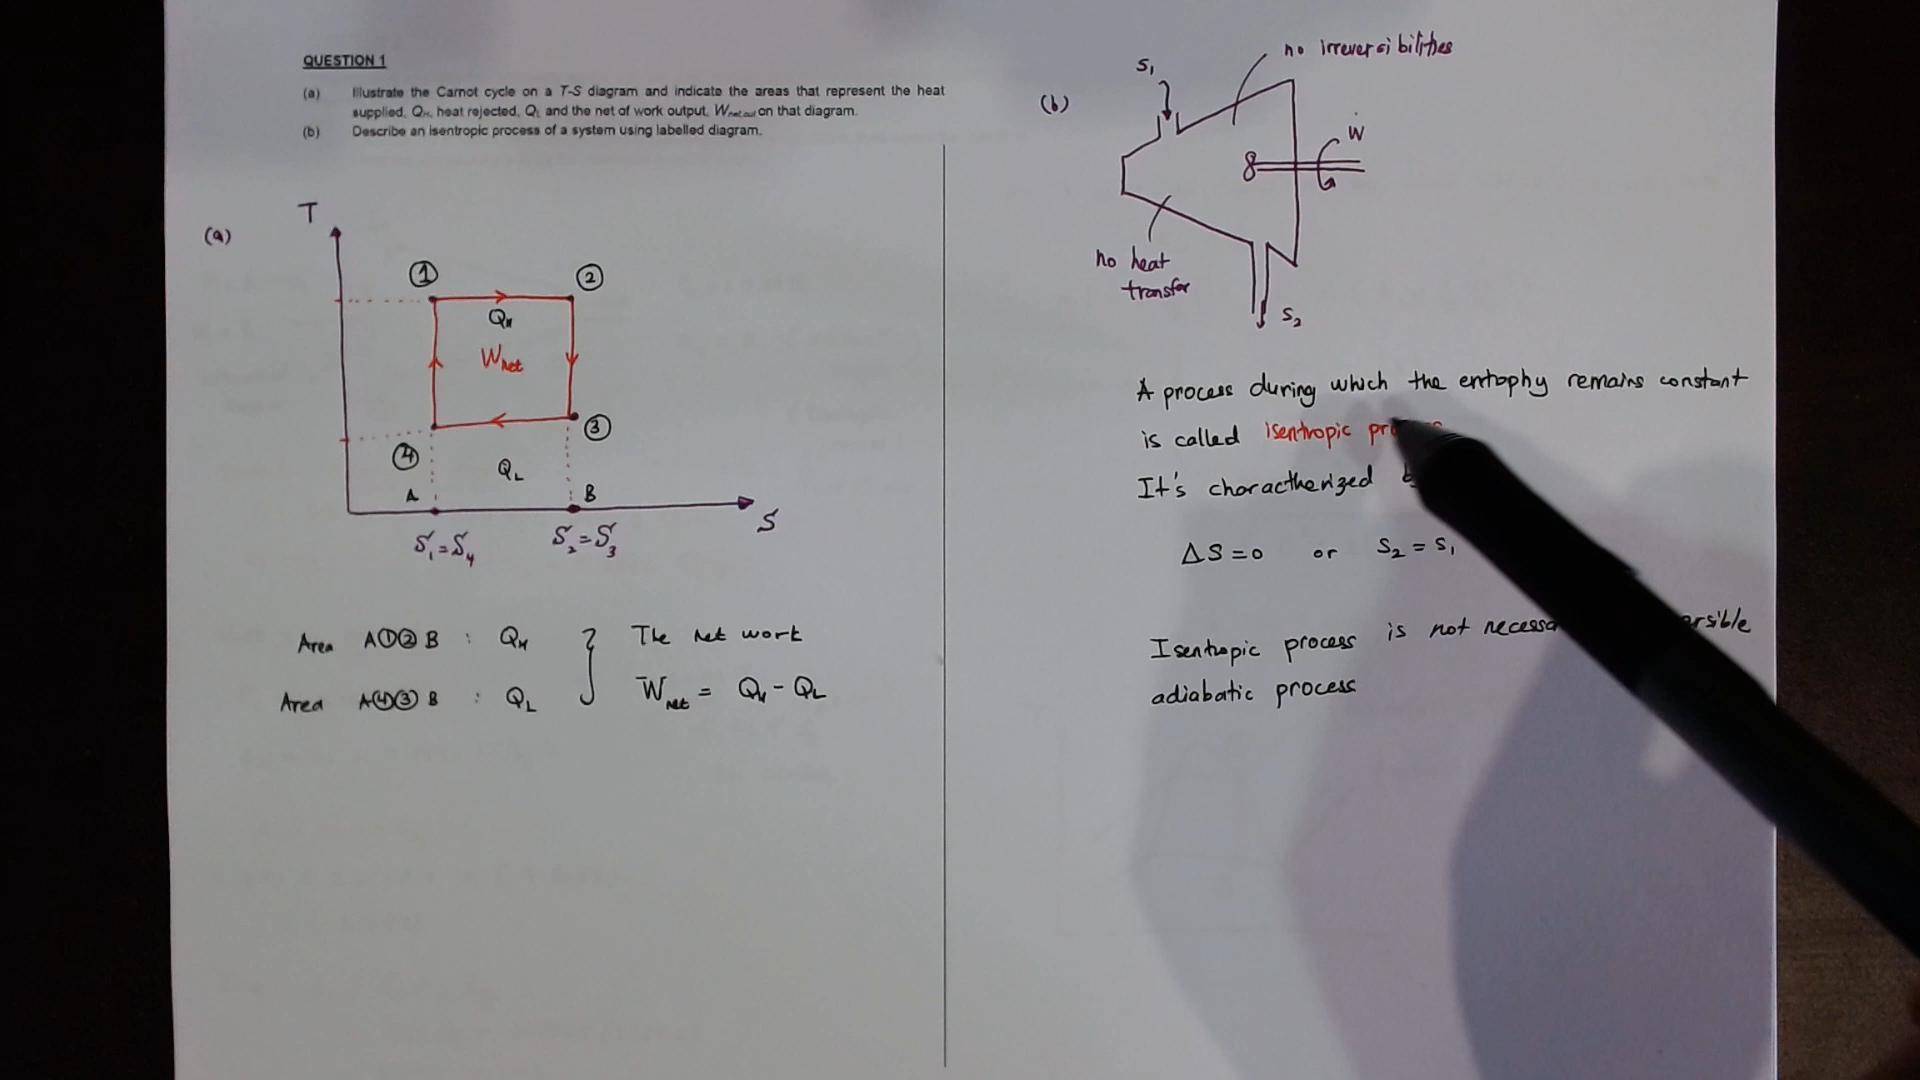 QUESTION 1
(a) Illustrate the Carnot cycle on a T-S diagram and indicate the areas that represent the heat
supplied, QH, heat rejected, QL and the net of work output, Wnet,out on that diagram.
(b) Describe an isentropic process of a system using labelled diagram.
(a)
T
① ②
QH
Wnet
③
④
QL
A B
S
S1=S4 S2=S3
Area A①② B : QH
Area A④③ B : QL
The net work
Wnet = QH - QL
(b)
S1
no irreversibilities
Ẇ
no heat
transfer
S2
A process during which the entrophy remains constant
is called isentropic
It's charactherized
ΔS=0 or S2 = S1
Isentropic process is not
adiabatic process